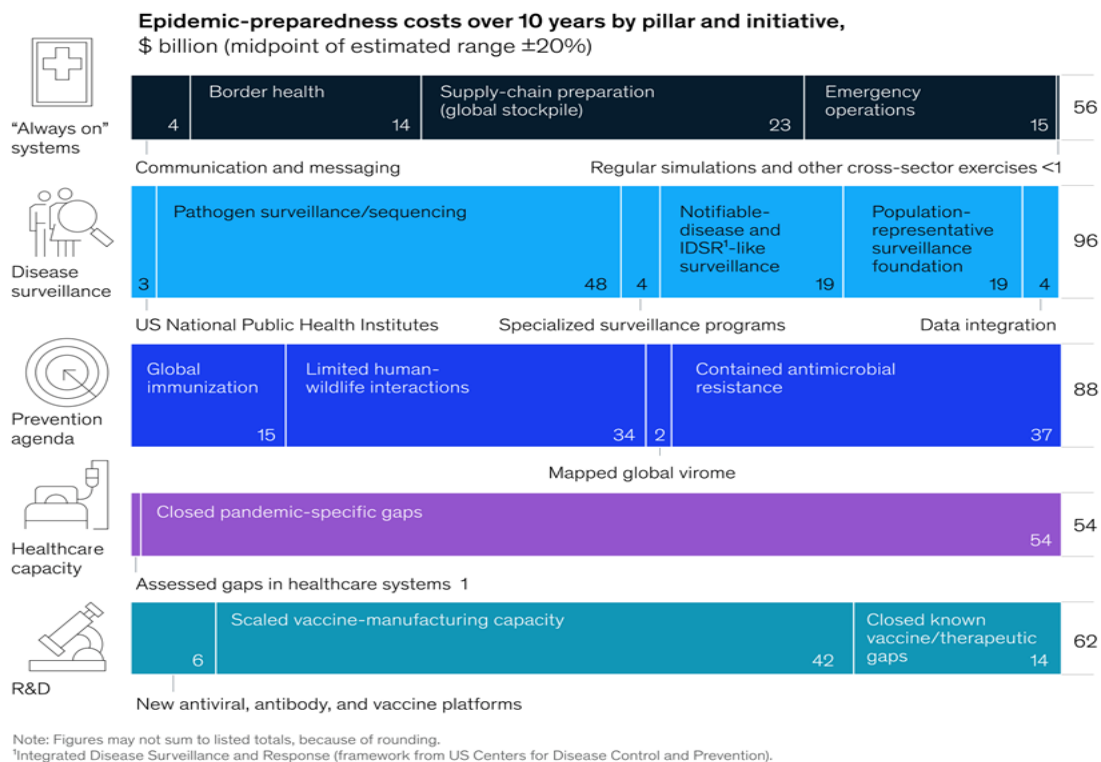 Epidemic-preparedness costs over 10 years by pillar and initiative,
$ billion (midpoint of estimated range ±20%)
“Always on”
systems
4
Border health
14
Supply-chain preparation
(global stockpile)
23
Emergency
operations
15
56
Communication and messaging
Regular simulations and other cross-sector exercises <1
Disease
surveillance
3
Pathogen surveillance/sequencing
48
4
Notifiable-
disease and
IDSR¹-like
surveillance
19
Population-
representative
surveillance
foundation
19
4
96
US National Public Health Institutes
Specialized surveillance programs
Data integration
Prevention
agenda
Global
immunization
15
Limited human-
wildlife interactions
34
2
Contained antimicrobial
resistance
37
88
Mapped global virome
Healthcare
capacity
Closed pandemic-specific gaps
54
54
Assessed gaps in healthcare systems 1
R&D
6
Scaled vaccine-manufacturing capacity
42
Closed known
vaccine/therapeutic
gaps
14
62
New antiviral, antibody, and vaccine platforms
Note: Figures may not sum to listed totals, because of rounding.
¹Integrated Disease Surveillance and Response (framework from US Centers for Disease Control and Prevention).